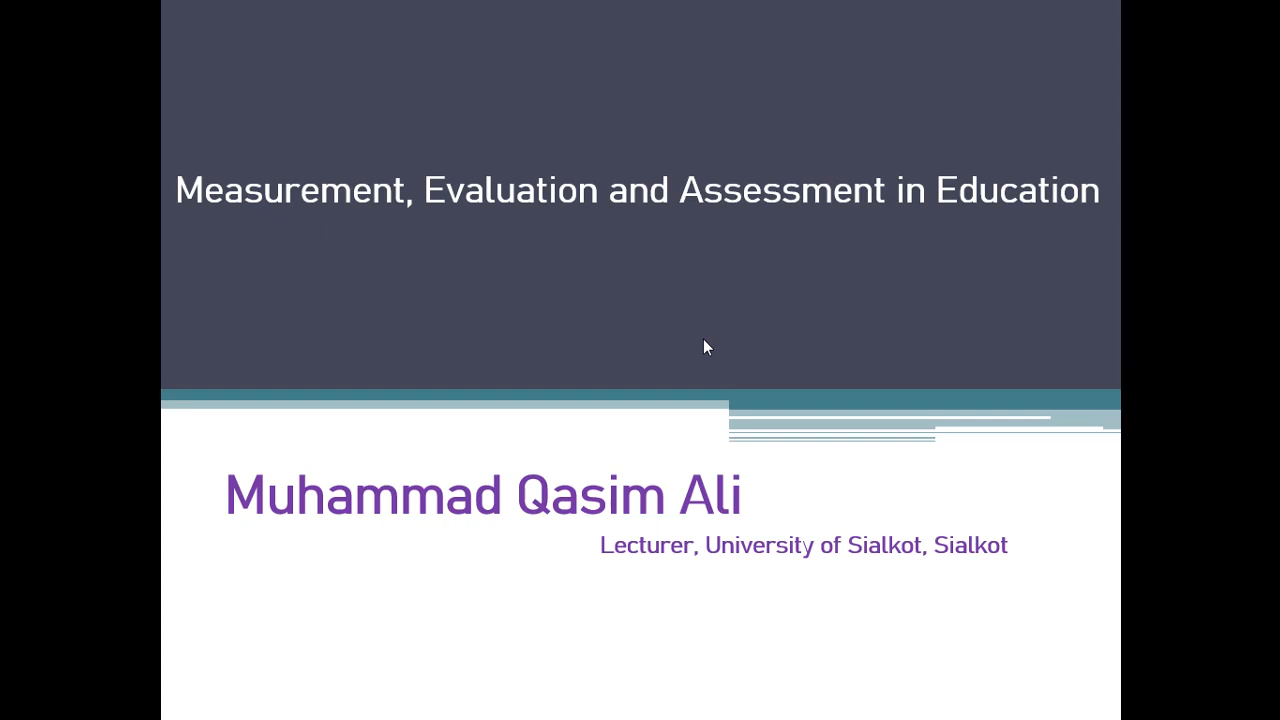 Measurement, Evaluation and Assessment in Education
Muhammad Qasim Ali
Lecturer, University of Sialkot, Sialkot